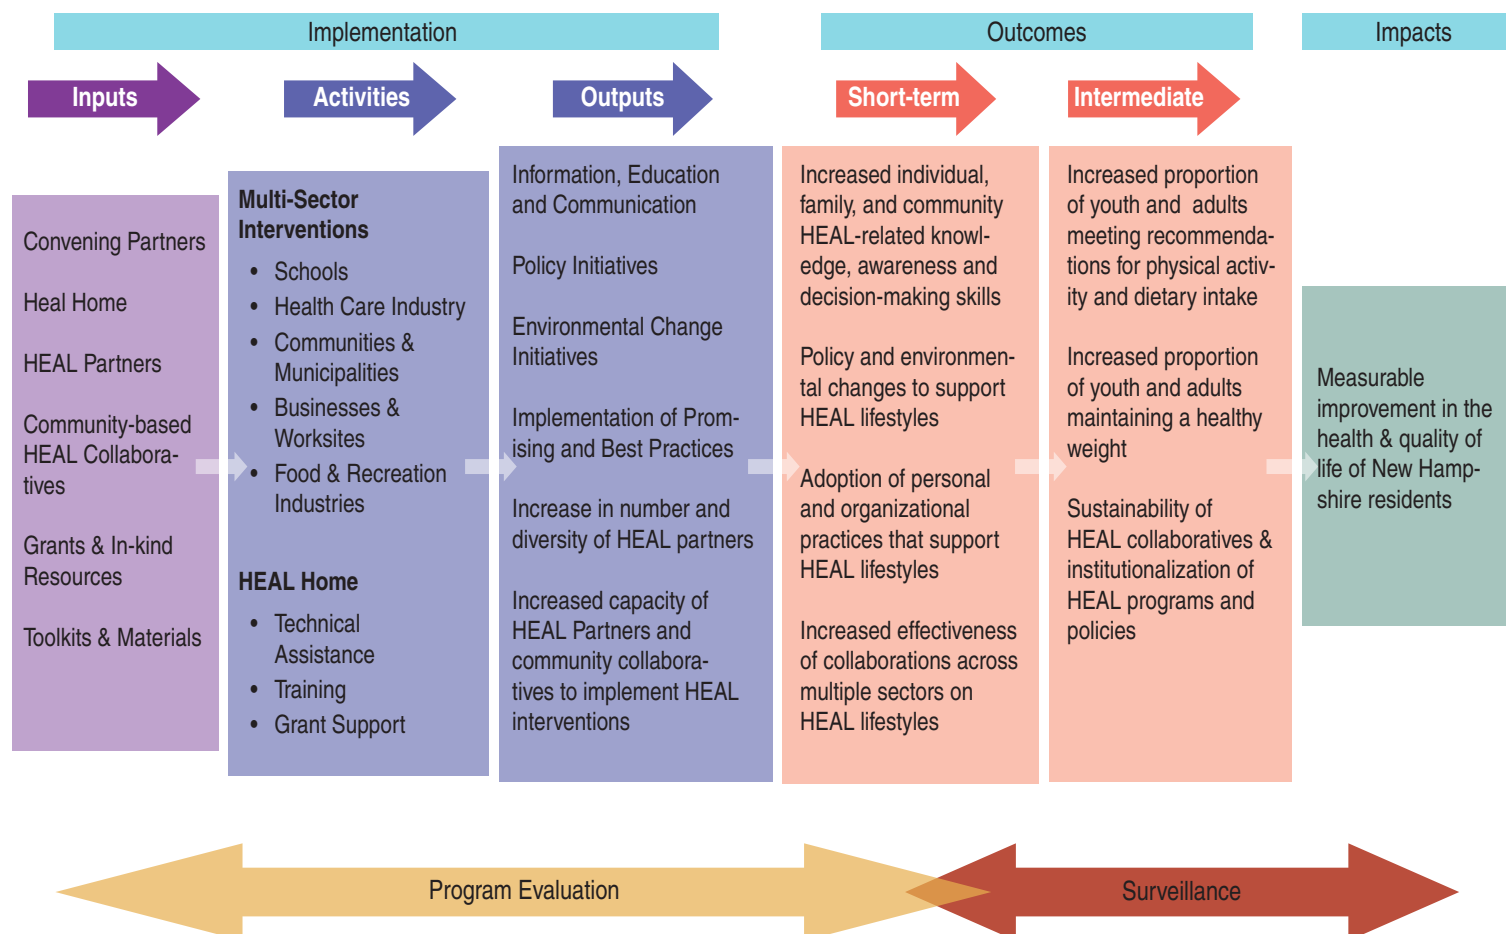 Implementation
Outcomes
Impacts
Inputs
Activities
Outputs
Short-term
Intermediate
Convening Partners
Heal Home
HEAL Partners
Community-based
HEAL Collabora-
tives
Grants & In-kind
Resources
Toolkits & Materials
Multi-Sector
Interventions
• Schools
• Health Care Industry
• Communities &
Municipalities
• Businesses &
Worksites
• Food & Recreation
Industries
HEAL Home
• Technical
Assistance
• Training
• Grant Support
Information, Education
and Communication
Policy Initiatives
Environmental Change
Initiatives
Implementation of Prom-
ising and Best Practices
Increase in number and
diversity of HEAL partners
Increased capacity of
HEAL Partners and
community collabora-
tives to implement HEAL
interventions
Increased individual,
family, and community
HEAL-related knowl-
edge, awareness and
decision-making skills
Policy and environmen-
tal changes to support
HEAL lifestyles
Adoption of personal
and organizational
practices that support
HEAL lifestyles
Increased effectiveness
of collaborations across
multiple sectors on
HEAL lifestyles
Increased proportion
of youth and adults
meeting recommenda-
tions for physical activ-
ity and dietary intake
Increased proportion
of youth and adults
maintaining a healthy
weight
Sustainability of
HEAL collaboratives &
institutionalization of
HEAL programs and
policies
Measurable
improvement in the
health & quality of
life of New Hamp-
shire residents
Program Evaluation
Surveillance